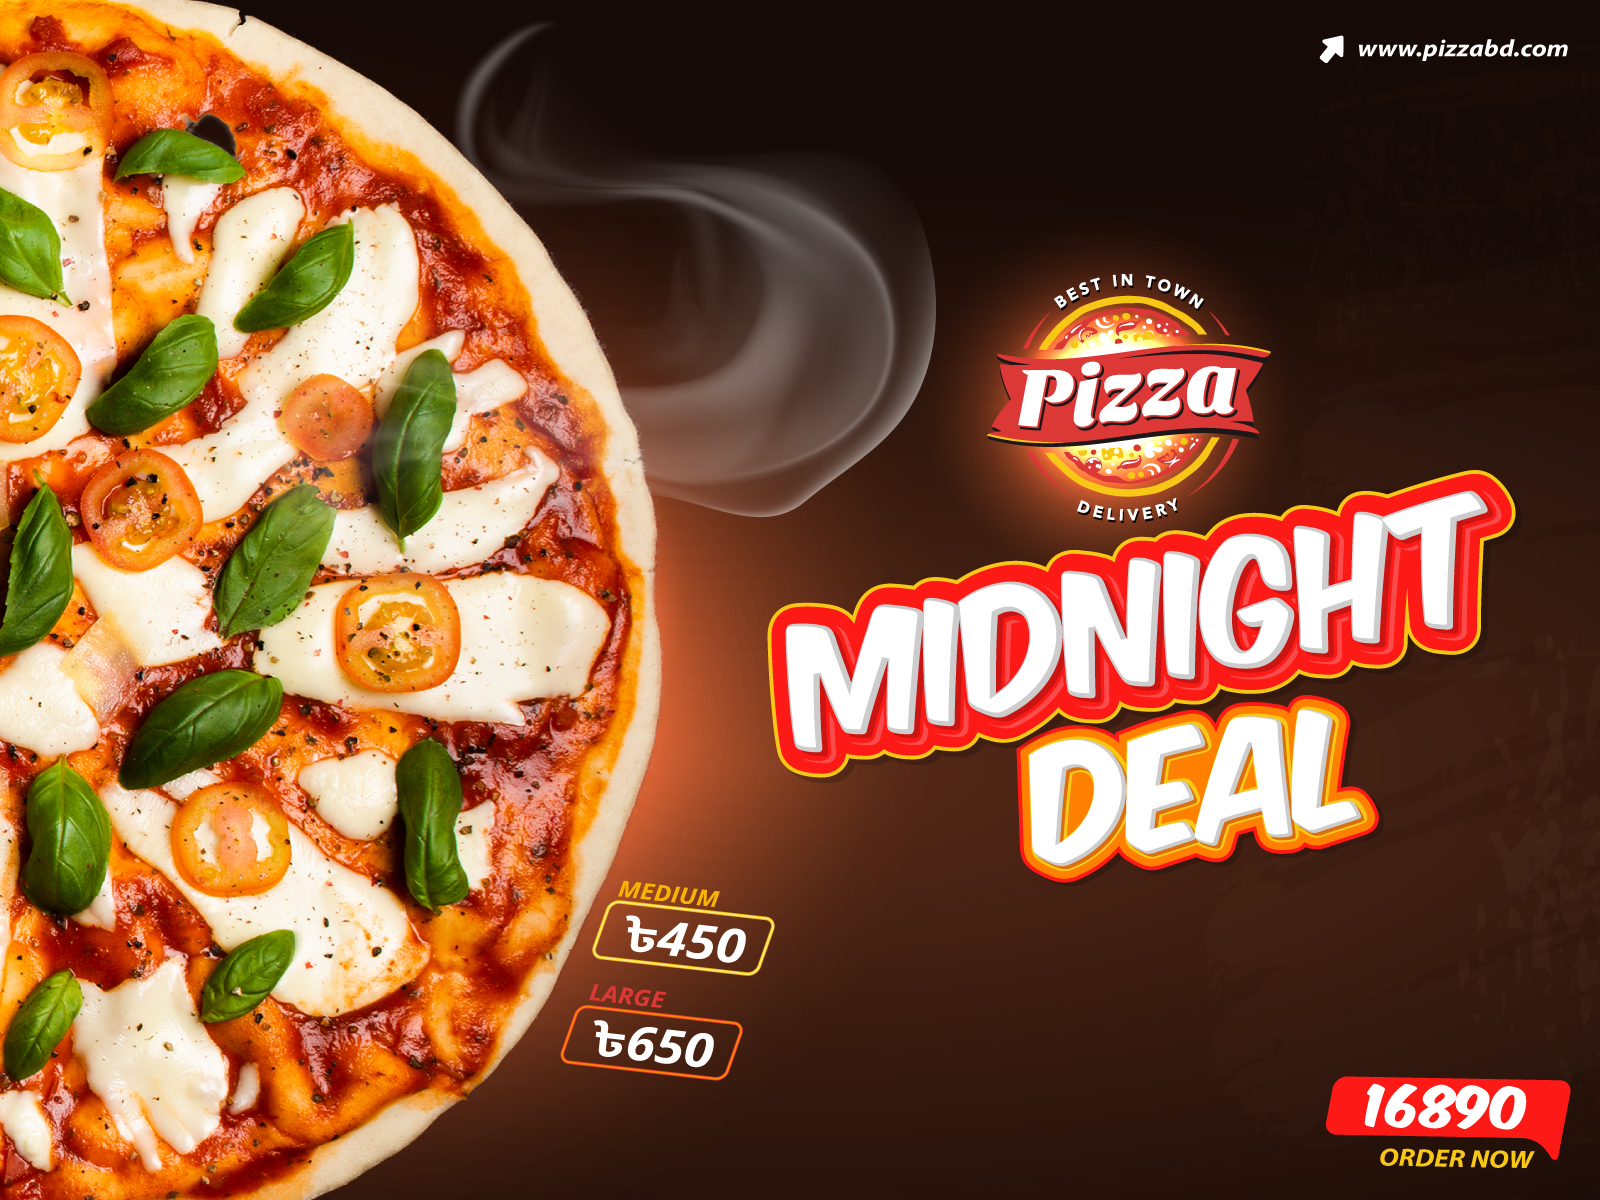 www.pizzabd.com
BEST IN TOWN
Pizza
DELIVERY
MIDNIGHT
DEAL
MEDIUM
৳450
LARGE
৳650
16890
ORDER NOW